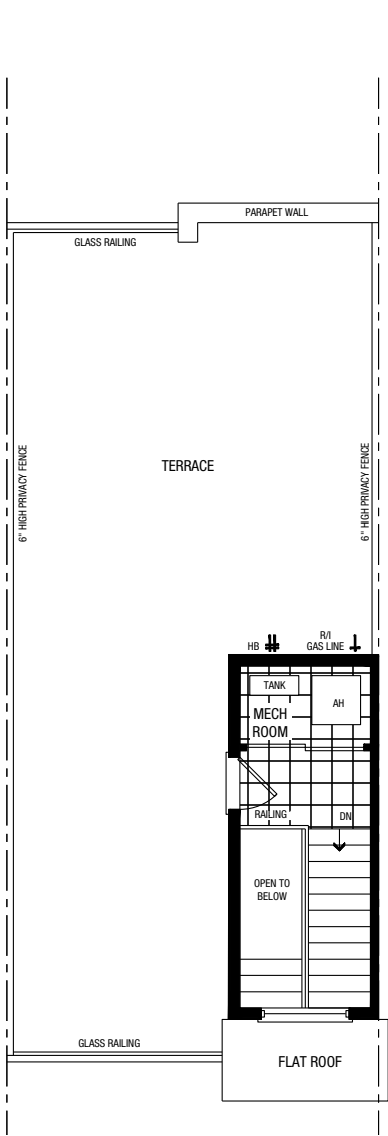 PARAPET WALL
GLASS RAILING
TERRACE
6" HIGH PRIVACY FENCE
6" HIGH PRIVACY FENCE
HB
R/I
GAS LINE
TANK
AH
MECH
ROOM
RAILING
DN
OPEN TO
BELOW
GLASS RAILING
FLAT ROOF